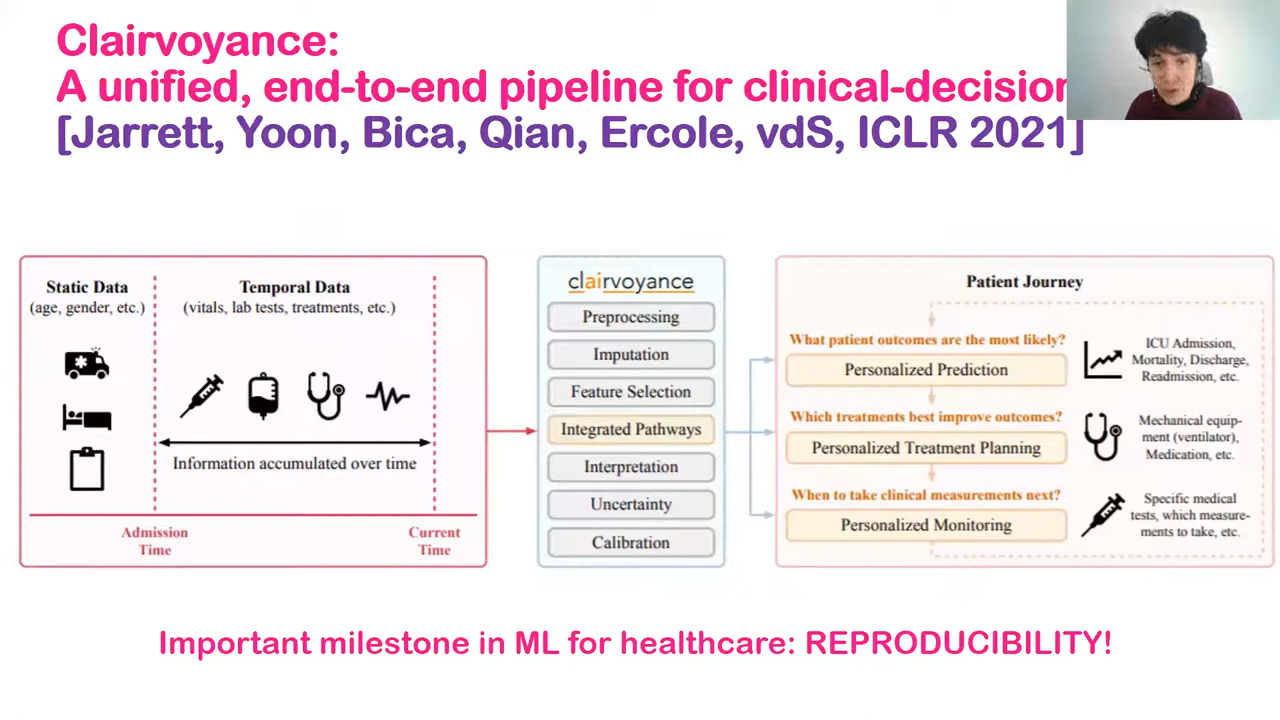 Clairvoyance:
A unified, end-to-end pipeline for clinical-decision
[Jarrett, Yoon, Bica, Qian, Ercole, vdS, ICLR 2021]
Static Data
(age, gender, etc.)
Temporal Data
(vitals, lab tests, treatments, etc.)
Information accumulated over time
Admission
Time
Current
Time
clairvoyance
Preprocessing
Imputation
Feature Selection
Integrated Pathways
Interpretation
Uncertainty
Calibration
Patient Journey
What patient outcomes are the most likely?
Personalized Prediction
ICU Admission,
Mortality, Discharge,
Readmission, etc.
Which treatments best improve outcomes?
Personalized Treatment Planning
Mechanical equip-
ment (ventilator),
Medication, etc.
When to take clinical measurements next?
Personalized Monitoring
Specific medical
tests, which measure-
ments to take, etc.
Important milestone in ML for healthcare: REPRODUCIBILITY!